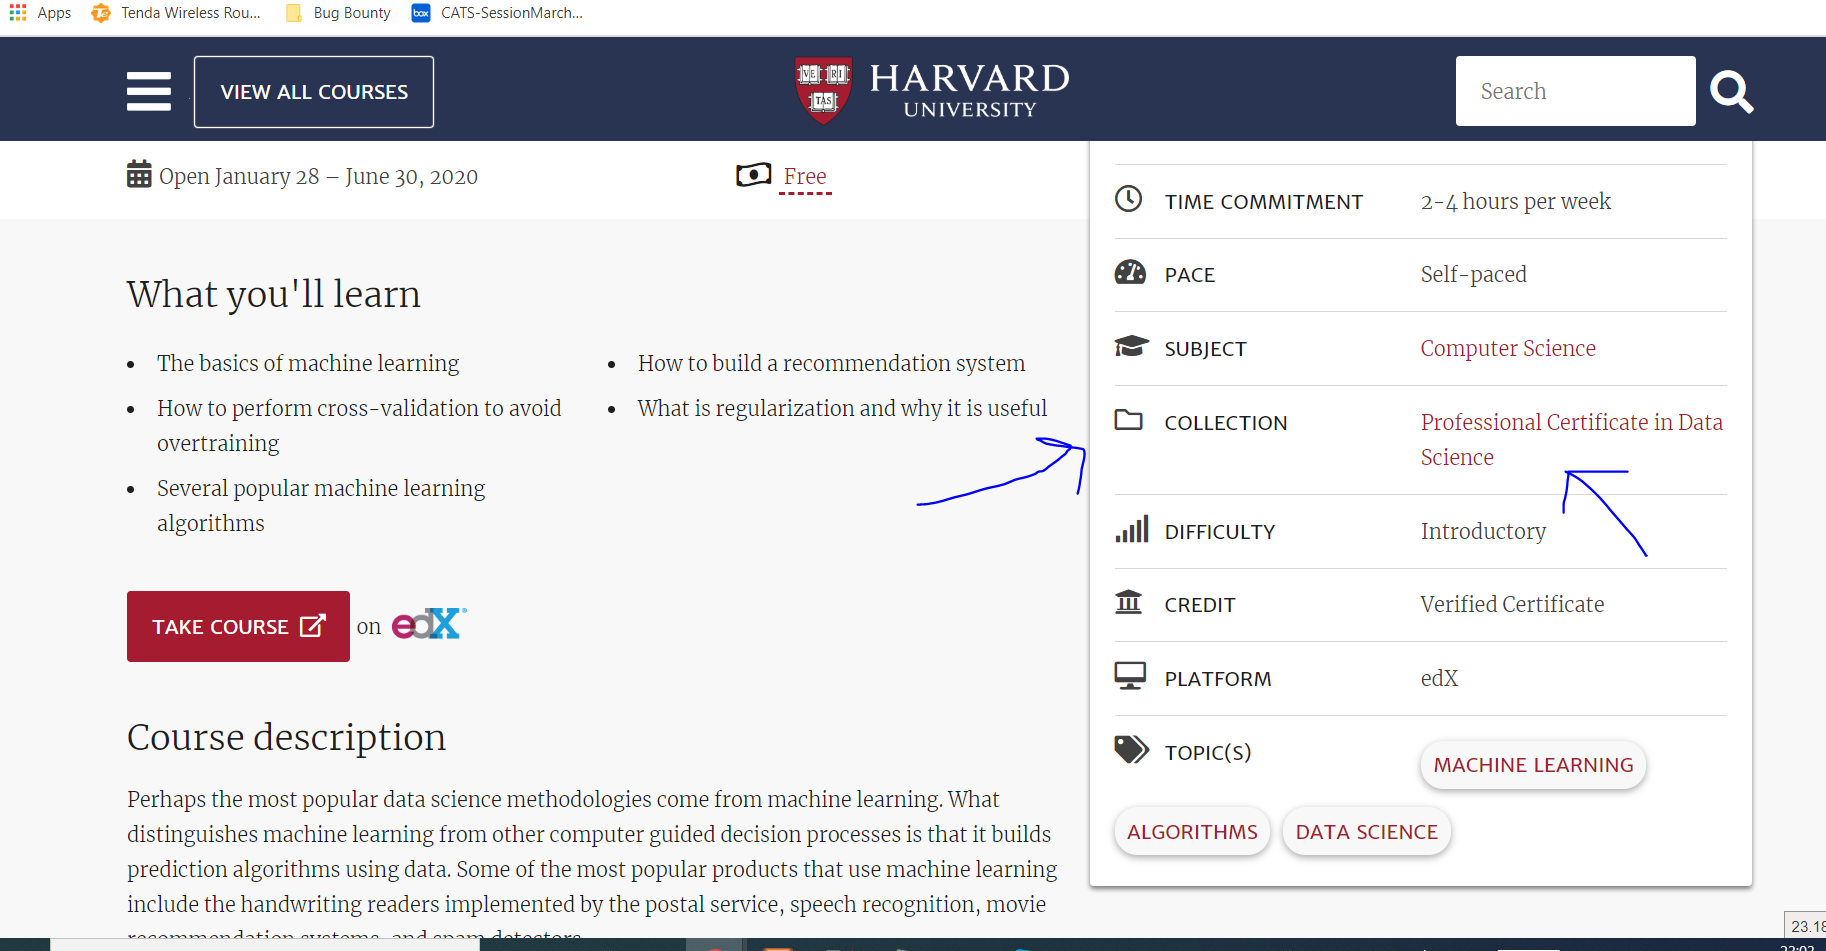 Apps
Tenda Wireless Rou...
Bug Bounty
box
CATS-SessionMarch...
VIEW ALL COURSES
VE RI TAS
HARVARD
UNIVERSITY
Search
Open January 28 – June 30, 2020
Free
What you'll learn
The basics of machine learning
How to perform cross-validation to avoid
overtraining
Several popular machine learning
algorithms
How to build a recommendation system
What is regularization and why it is useful
TAKE COURSE
on edX
Course description
Perhaps the most popular data science methodologies come from machine learning. What
distinguishes machine learning from other computer guided decision processes is that it builds
prediction algorithms using data. Some of the most popular products that use machine learning
include the handwriting readers implemented by the postal service, speech recognition, movie
recommendation systems, and spam detectors.
TIME COMMITMENT 2-4 hours per week
PACE Self-paced
SUBJECT Computer Science
COLLECTION Professional Certificate in Data
Science
DIFFICULTY Introductory
CREDIT Verified Certificate
PLATFORM edX
TOPIC(S) MACHINE LEARNING
ALGORITHMS DATA SCIENCE
23.18